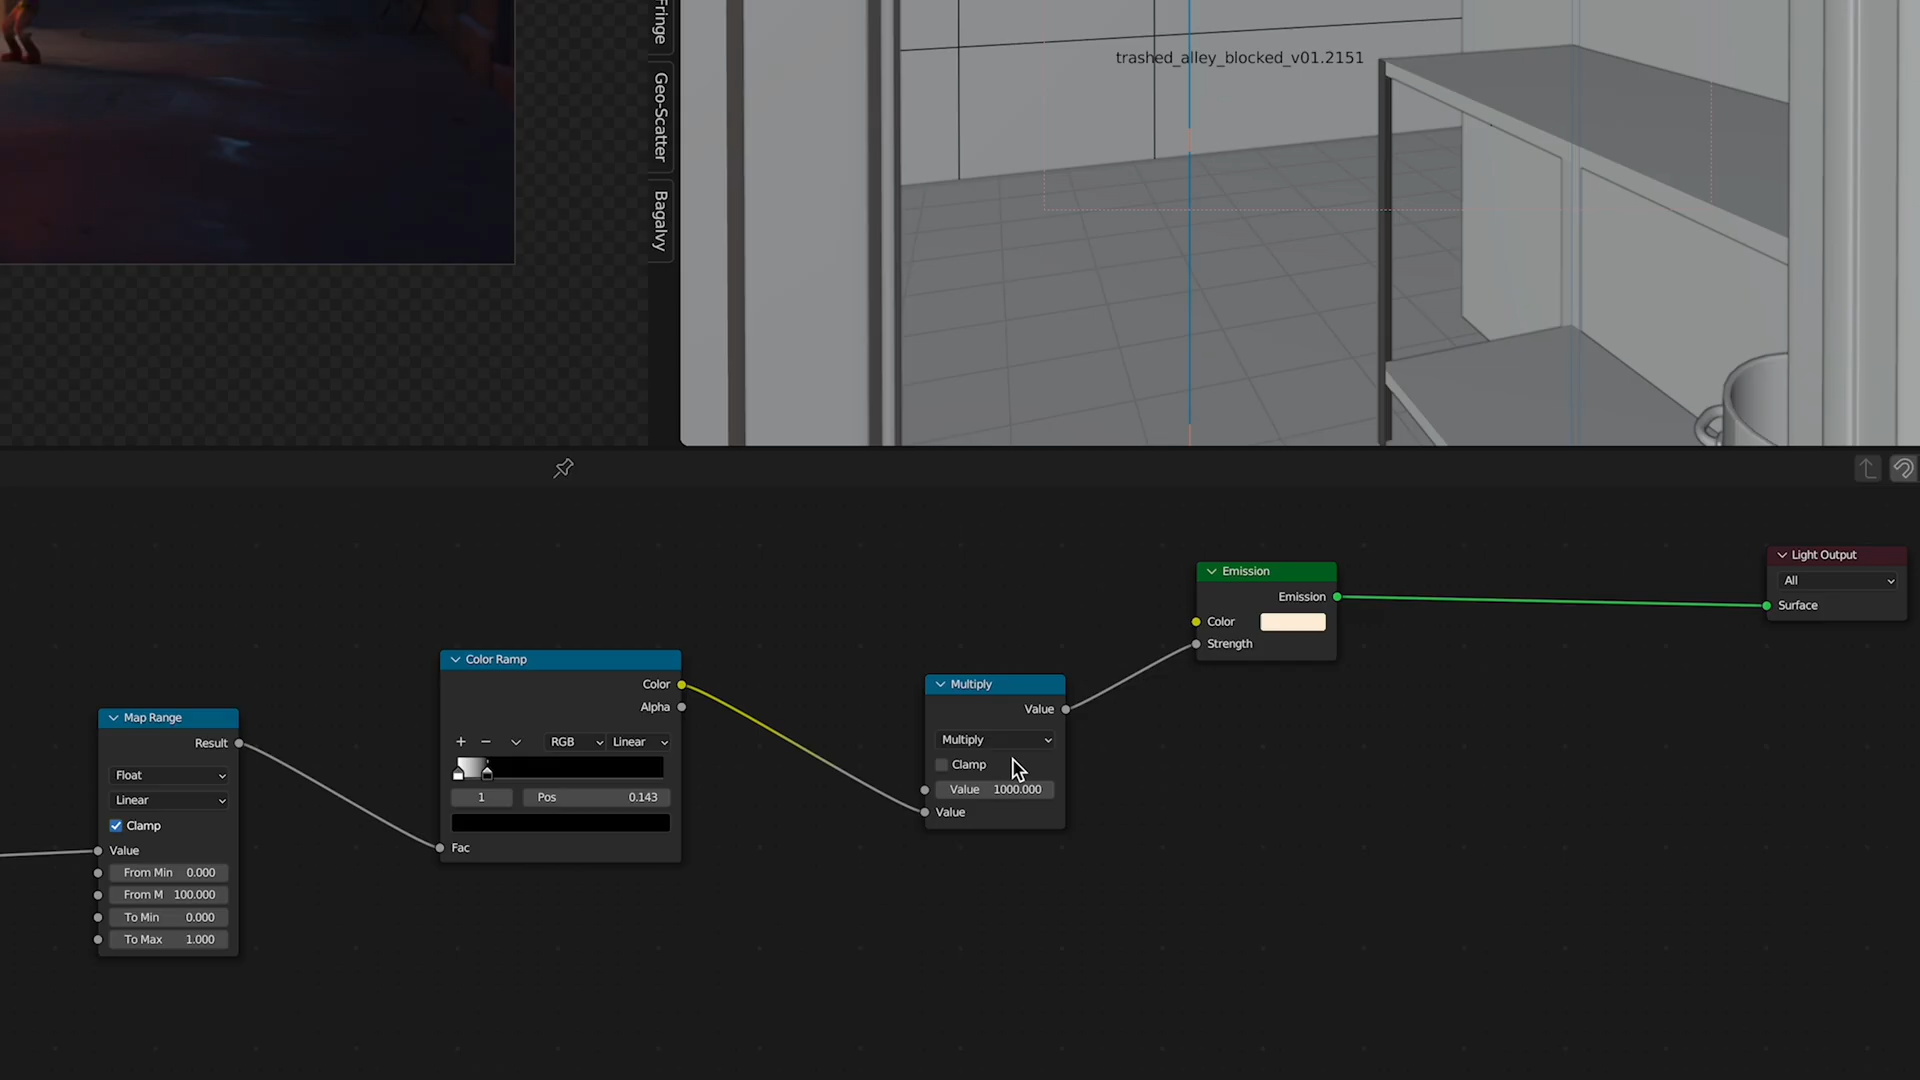 Fringe
Geo-Scatter
Bagalvy
trashed_alley_blocked_v01.2151
Map Range
Result
Float
Linear
Clamp
Value
From Min 0.000
From M 100.000
To Min 0.000
To Max 1.000
Color Ramp
Color
Alpha
RGB Linear
1 Pos 0.143
Fac
Multiply
Value
Multiply
Clamp
Value 1000.000
Value
Emission
Emission
Color
Strength
Light Output
All
Surface